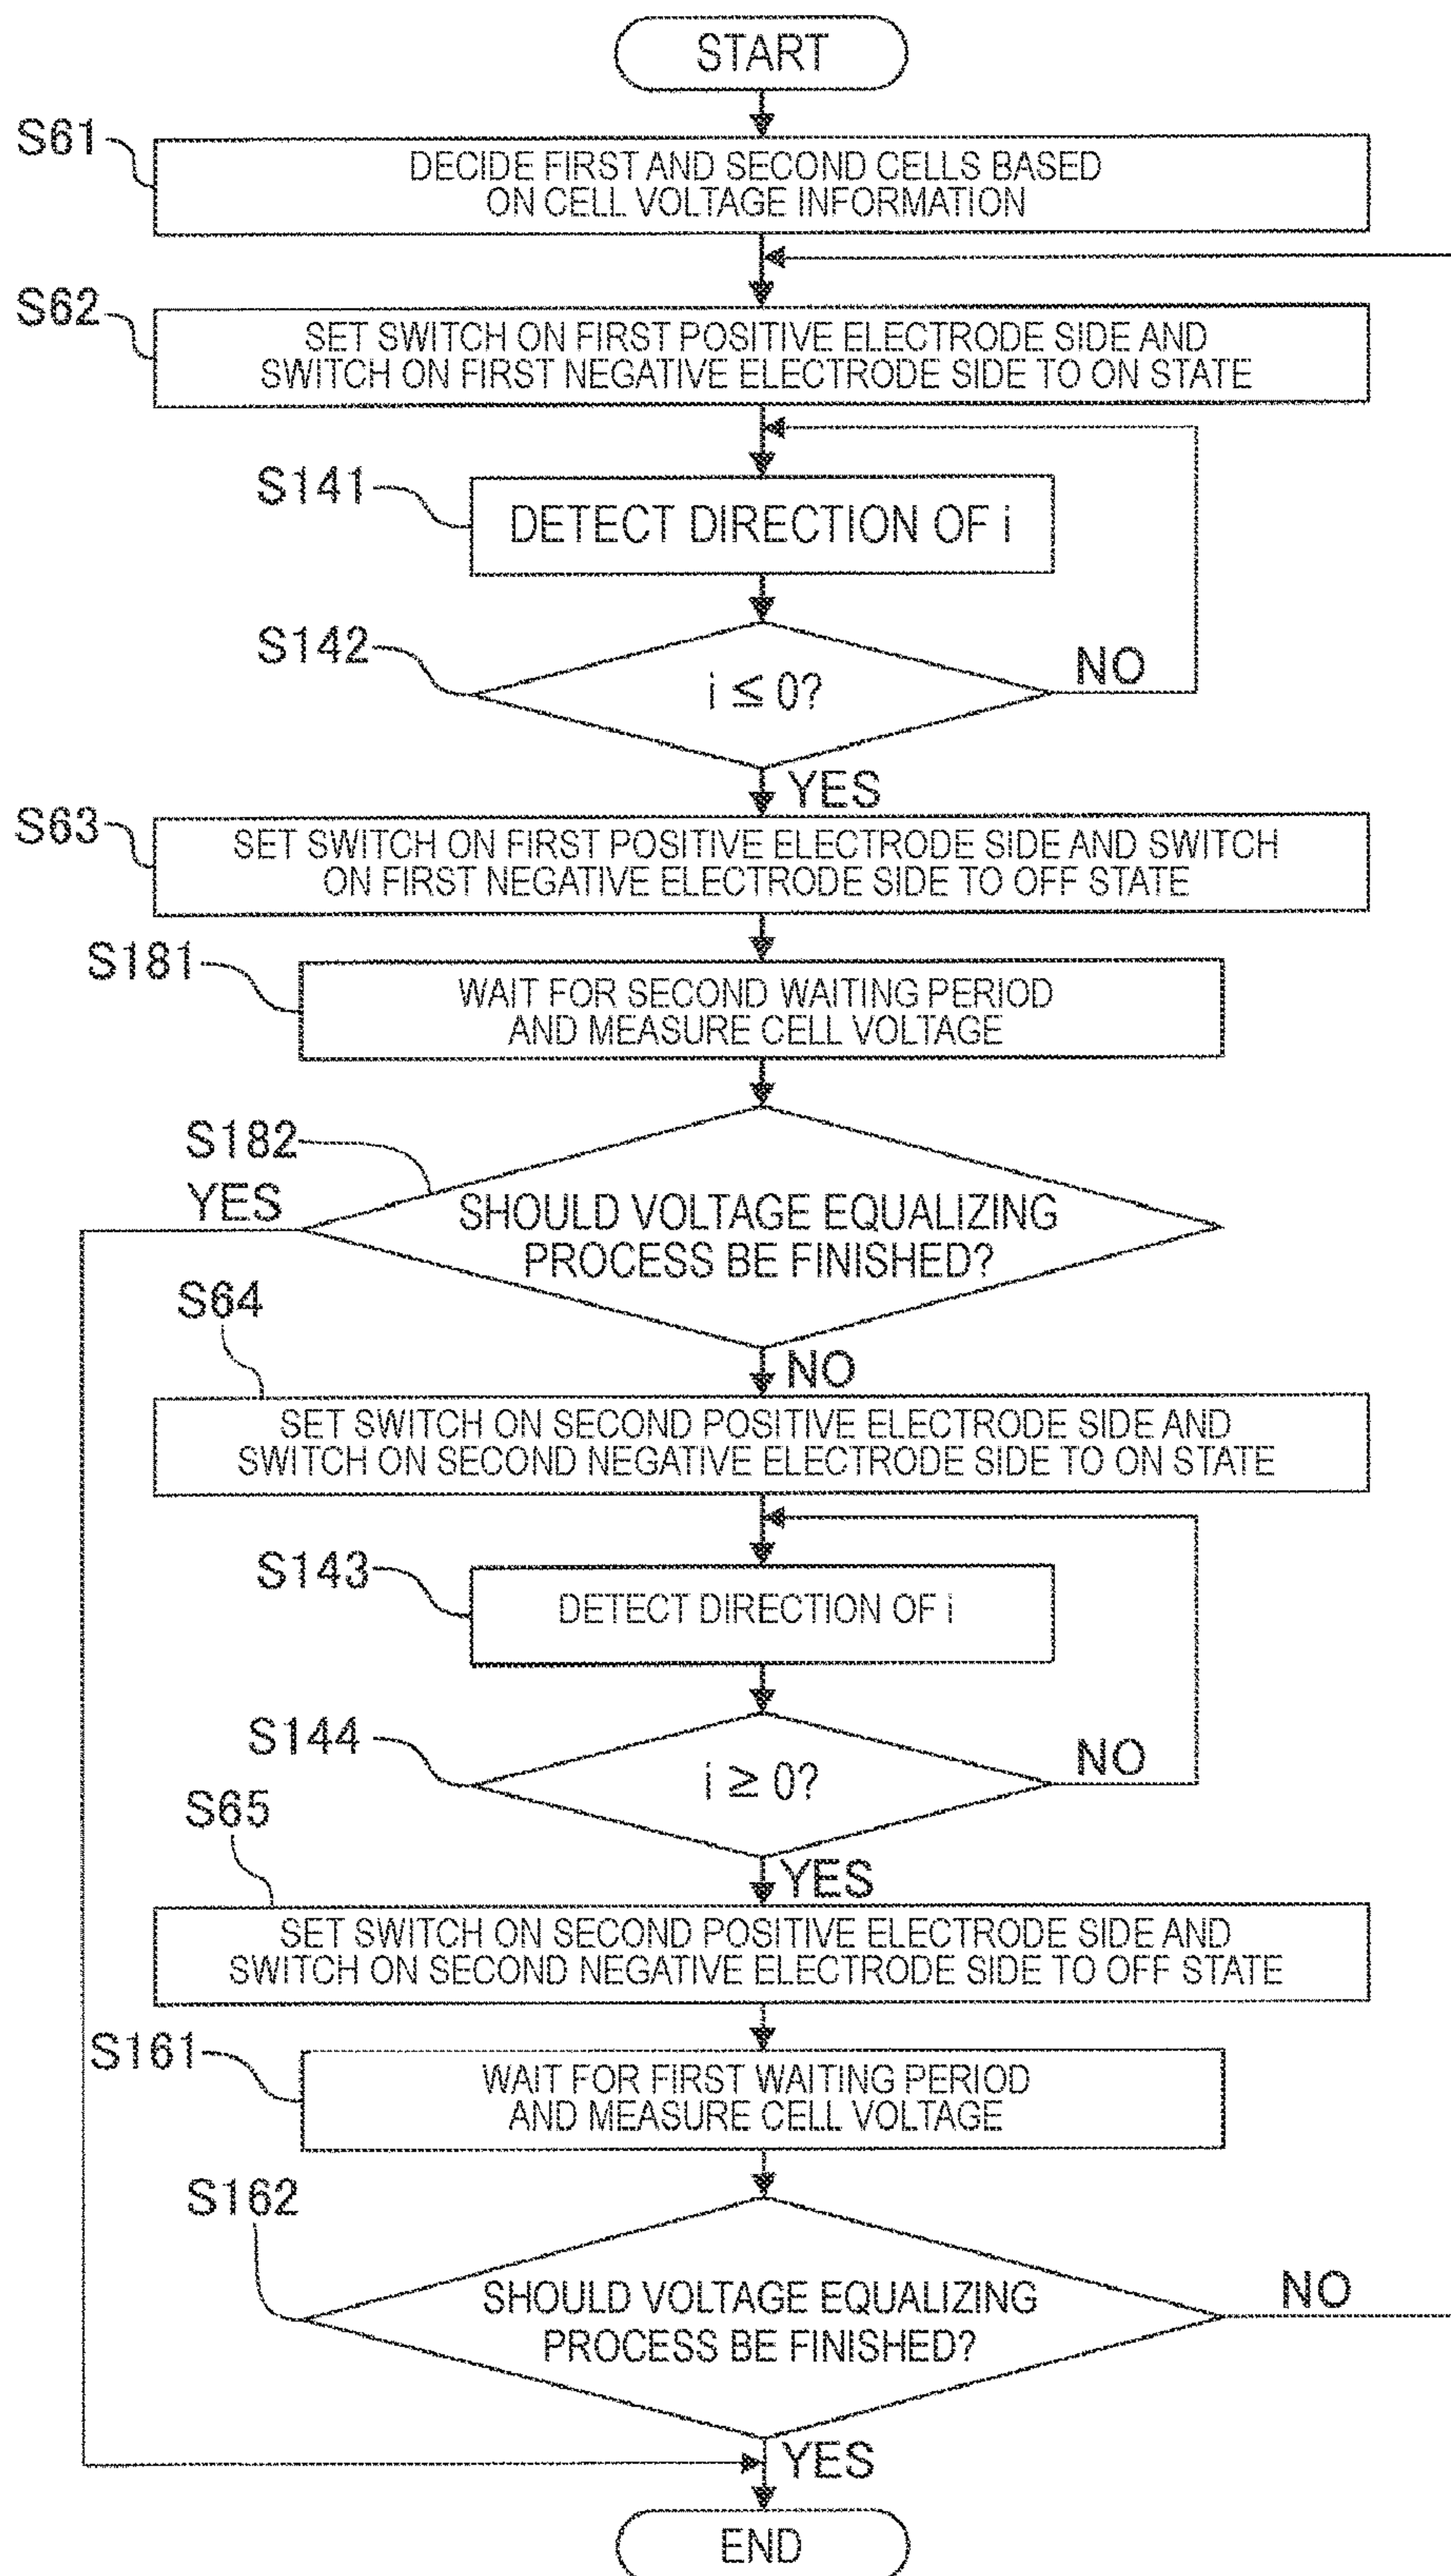 START
S61
DECIDE FIRST AND SECOND CELLS BASED
ON CELL VOLTAGE INFORMATION
S62
SET SWITCH ON FIRST POSITIVE ELECTRODE SIDE AND
SWITCH ON FIRST NEGATIVE ELECTRODE SIDE TO ON STATE
S141
DETECT DIRECTION OF i
S142
i ≤ 0?
NO
YES
S63
SET SWITCH ON FIRST POSITIVE ELECTRODE SIDE AND SWITCH
ON FIRST NEGATIVE ELECTRODE SIDE TO OFF STATE
S181
WAIT FOR SECOND WAITING PERIOD
AND MEASURE CELL VOLTAGE
S182
YES
SHOULD VOLTAGE EQUALIZING
PROCESS BE FINISHED?
S64
NO
SET SWITCH ON SECOND POSITIVE ELECTRODE SIDE AND
SWITCH ON SECOND NEGATIVE ELECTRODE SIDE TO ON STATE
S143
DETECT DIRECTION OF i
S144
i ≥ 0?
NO
S65
YES
SET SWITCH ON SECOND POSITIVE ELECTRODE SIDE AND
SWITCH ON SECOND NEGATIVE ELECTRODE SIDE TO OFF STATE
S161
WAIT FOR FIRST WAITING PERIOD
AND MEASURE CELL VOLTAGE
S162
SHOULD VOLTAGE EQUALIZING
PROCESS BE FINISHED?
NO
YES
END